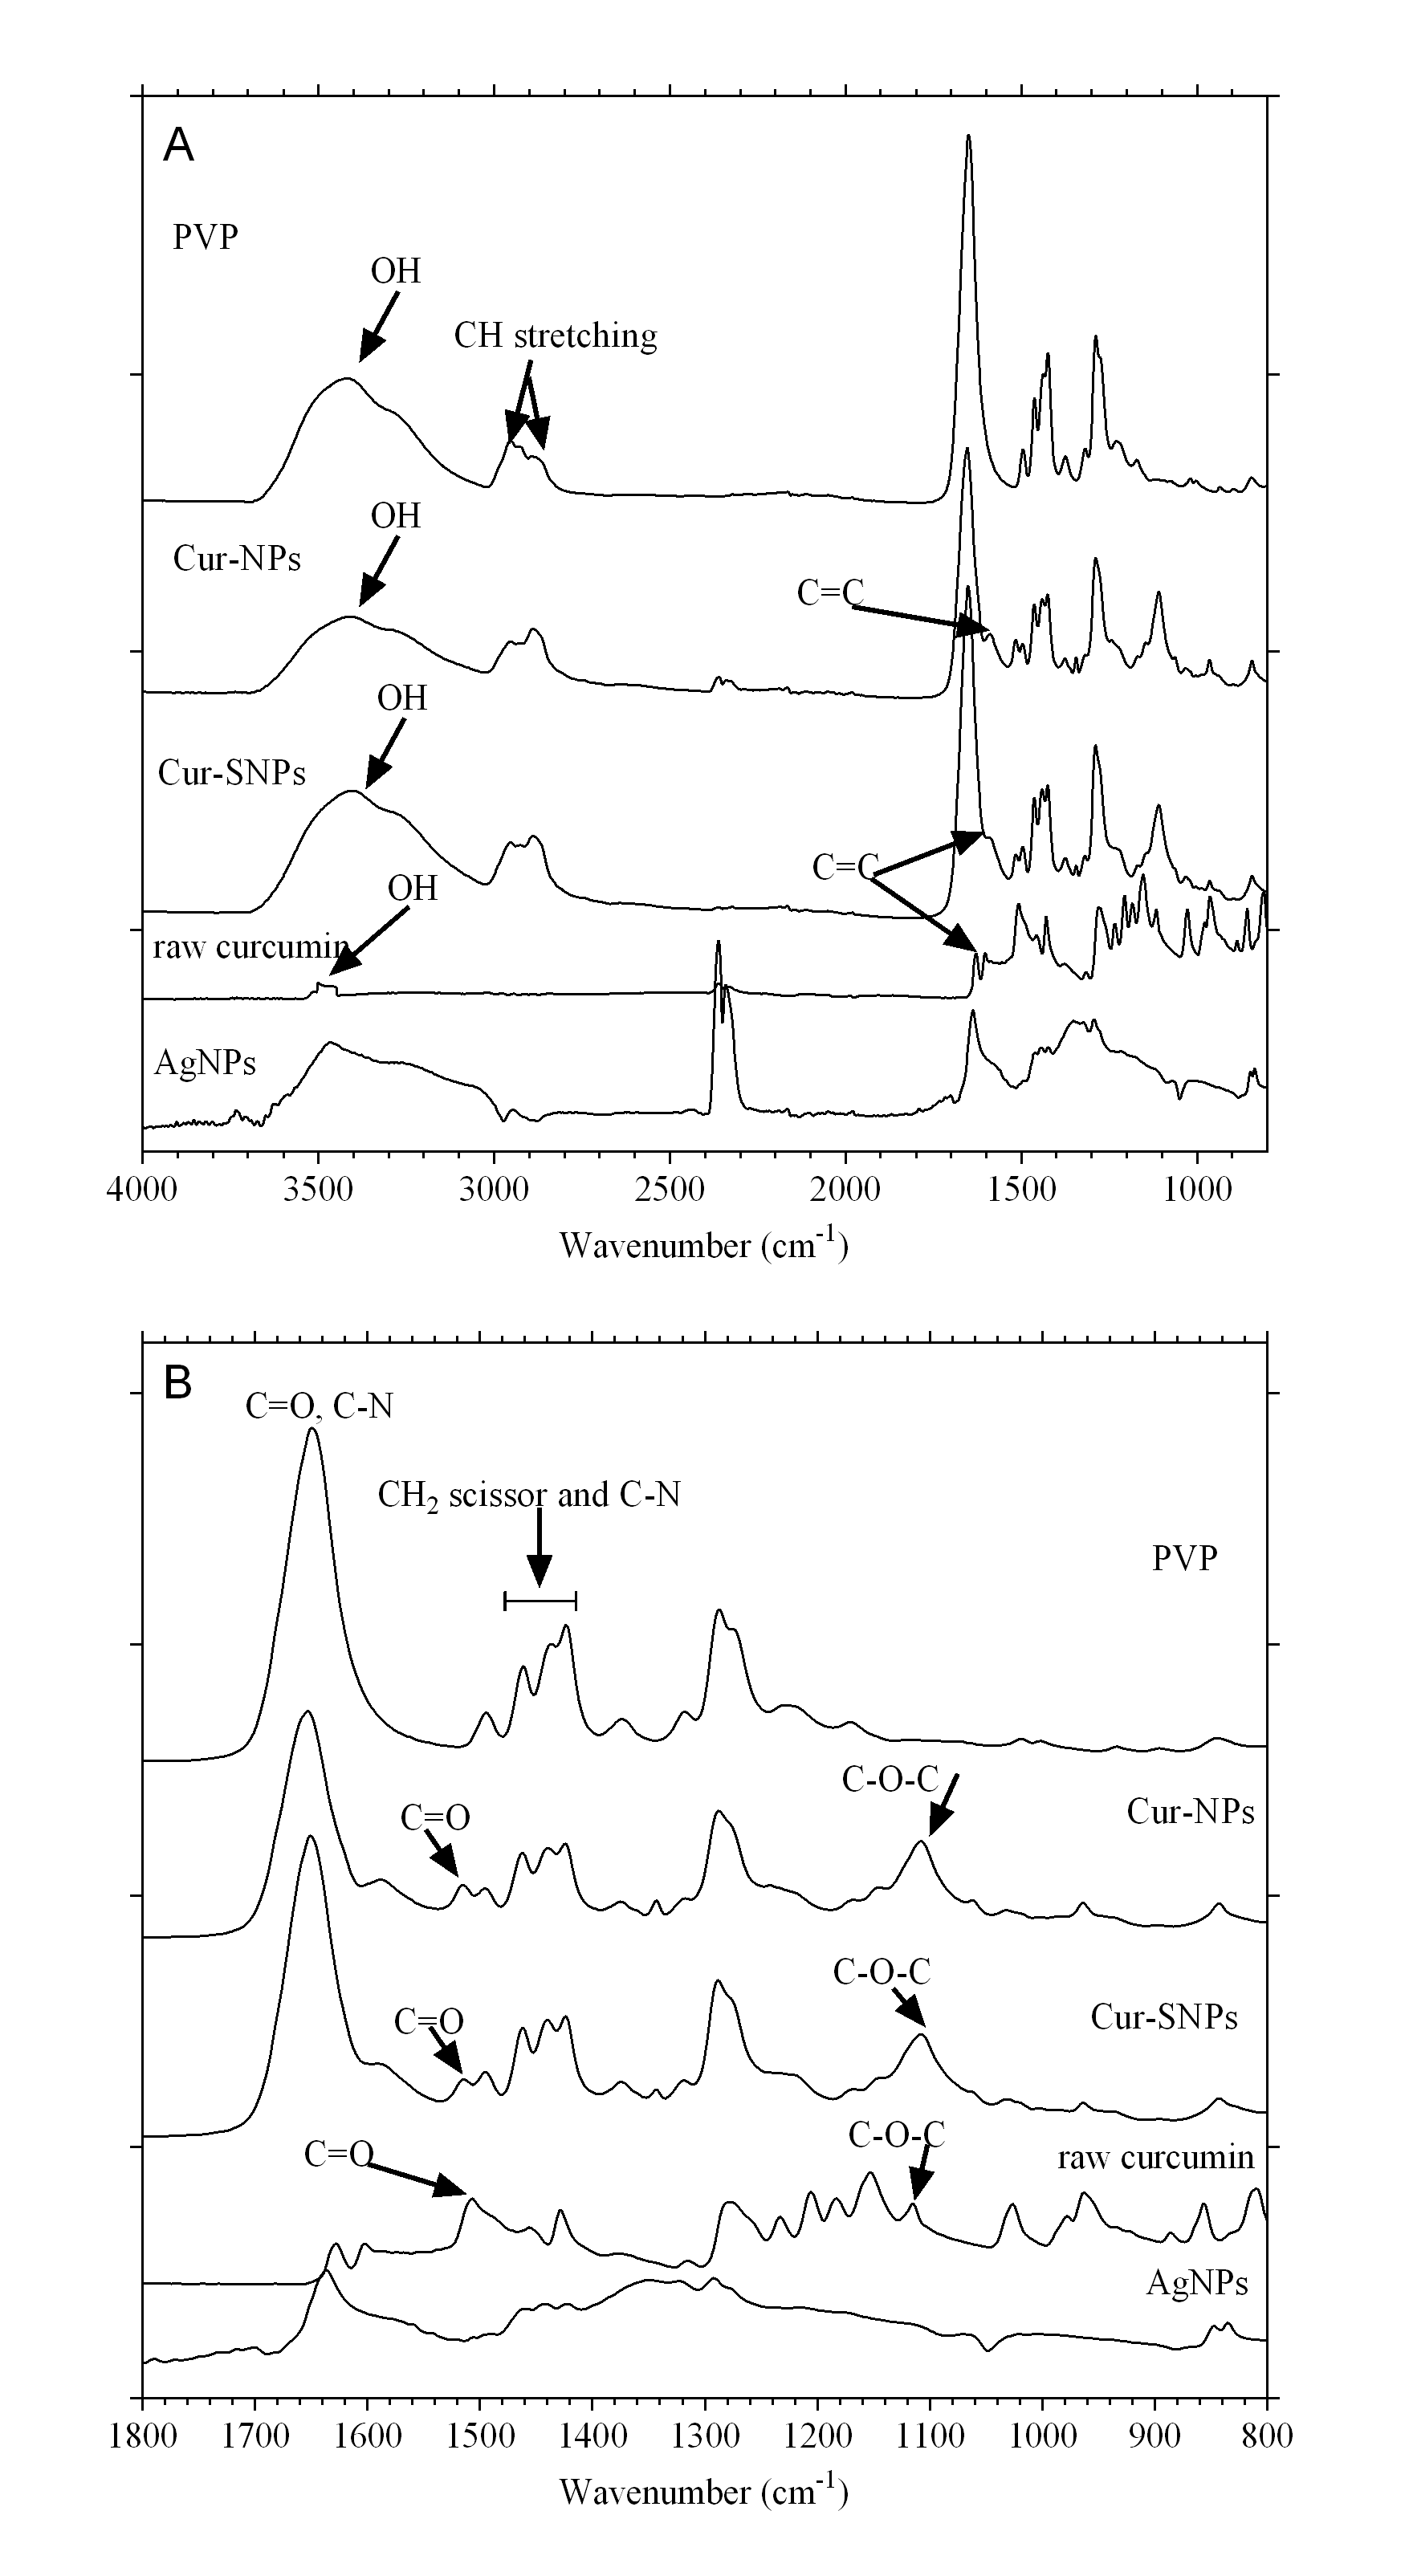 A
PVP
OH
CH stretching
OH
Cur-NPs
C=C
OH
Cur-SNPs
C=C
OH
raw curcumin
AgNPs
4000 3500 3000 2500 2000 1500 1000
Wavenumber (cm-1)
B
C=O, C-N
CH2 scissor and C-N
PVP
C-O-C
C=O
Cur-NPs
C-O-C
C=O
Cur-SNPs
C-O-C
C=O
raw curcumin
AgNPs
1800 1700 1600 1500 1400 1300 1200 1100 1000 900 800
Wavenumber (cm-1)